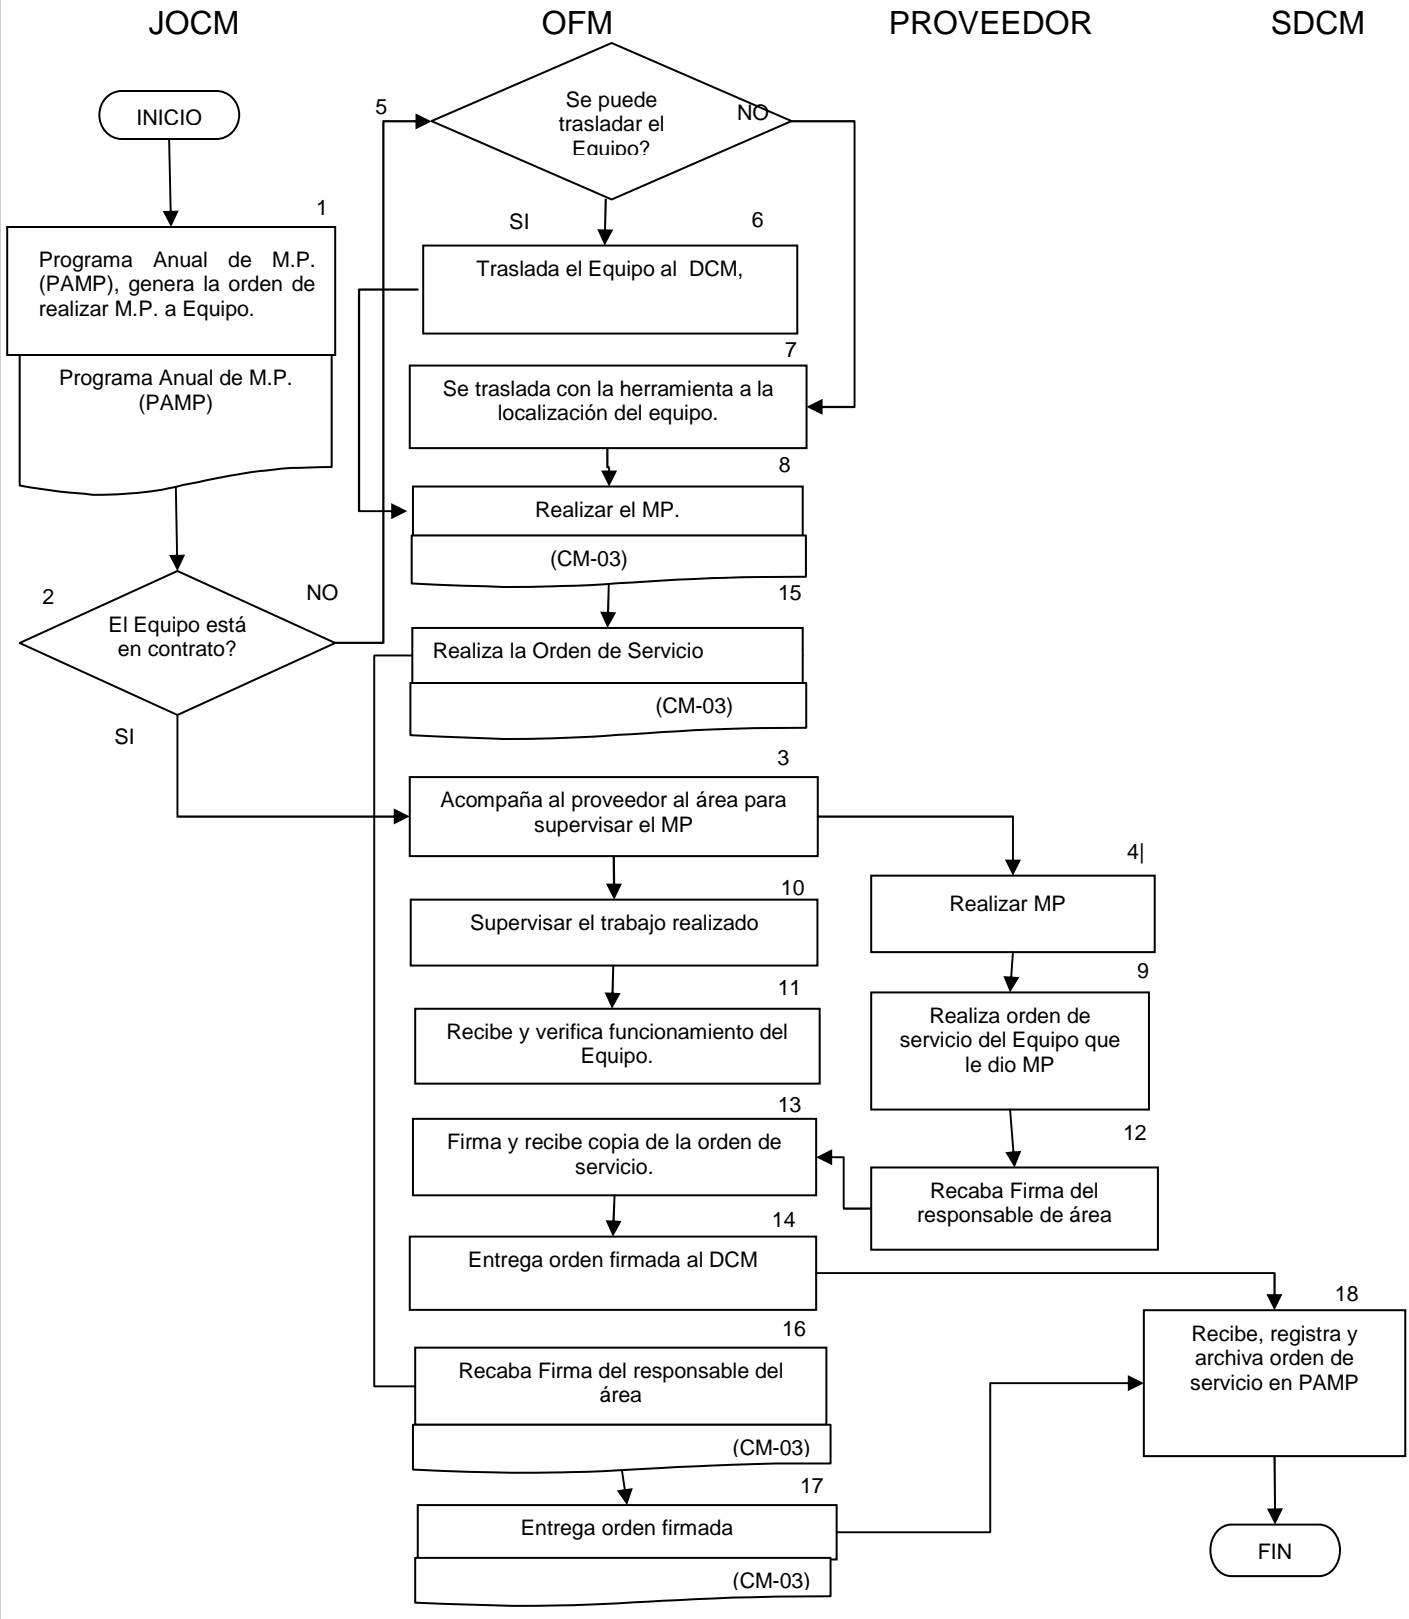 JOCM
OFM
PROVEEDOR
SDCM
INICIO
5
Se puede
trasladar el
Equipo?
NO
1
Programa Anual de M.P.
(PAMP), genera la orden de
realizar M.P. a Equipo.
Programa Anual de M.P.
(PAMP)
SI
6
Traslada el Equipo al DCM,
7
Se traslada con la herramienta a la
localización del equipo.
8
Realizar el MP.
(CM-03)
2
NO
El Equipo está
en contrato?
SI
15
Realiza la Orden de Servicio
(CM-03)
3
Acompaña al proveedor al área para
supervisar el MP
4|
Realizar MP
10
Supervisar el trabajo realizado
9
Realiza orden de
servicio del Equipo que
le dio MP
11
Recibe y verifica funcionamiento del
Equipo.
12
Recaba Firma del
responsable de área
13
Firma y recibe copia de la orden de
servicio.
14
Entrega orden firmada al DCM
18
Recibe, registra y
archiva orden de
servicio en PAMP
16
Recaba Firma del responsable del
área
(CM-03)
17
Entrega orden firmada
(CM-03)
FIN